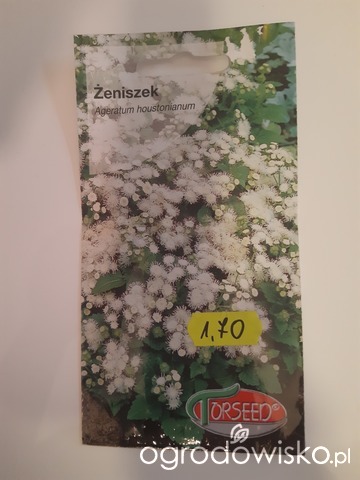 Żeniszek
Ageratum houstonianum
1,70
TORSEED®
ogrodowisko.pl